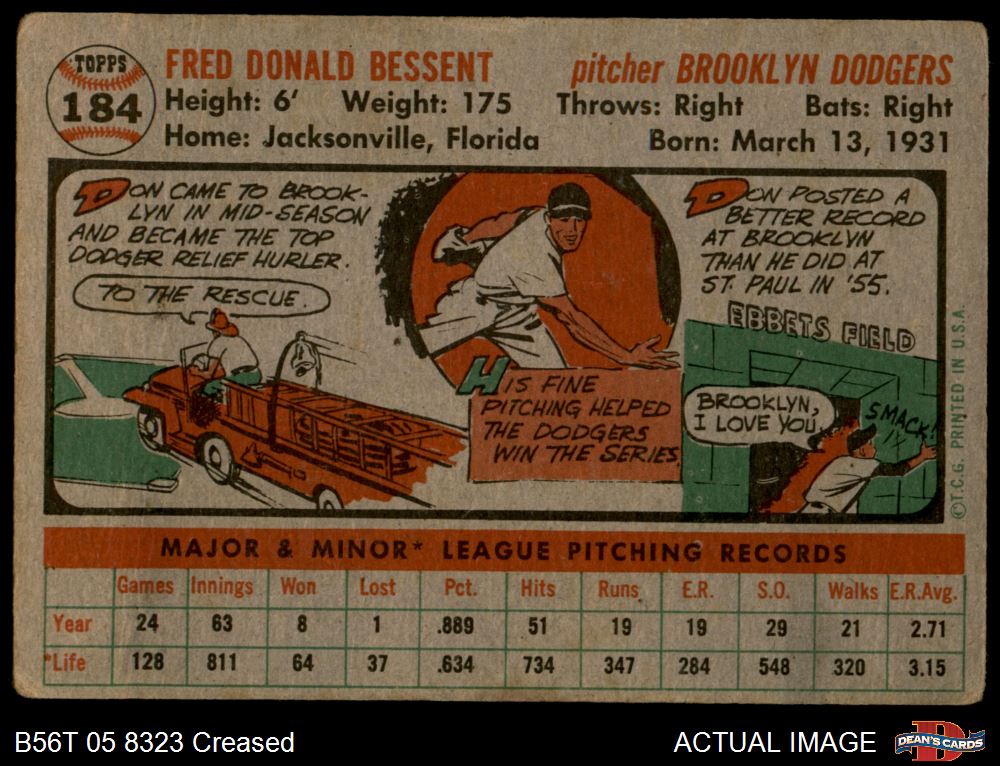 TOPPS
184
FRED DONALD BESSENT
pitcher BROOKLYN DODGERS
Height: 6' Weight: 175 Throws: Right Bats: Right
Home: Jacksonville, Florida
Born: March 13, 1931
DON CAME TO BROOK-
LYN IN MID-SEASON
AND BECAME THE TOP
DODGER RELIEF HURLER.
TO THE RESCUE.
HIS FINE
PITCHING HELPED
THE DODGERS
WIN THE SERIES.
DON POSTED A
BETTER RECORD
AT BROOKLYN
THAN HE DID AT
ST. PAUL IN '55.
EBBETS FIELD
BROOKLYN,
I LOVE YOU.
SMACK!
©T.C.G. PRINTED IN U.S.A.
MAJOR & MINOR* LEAGUE PITCHING RECORDS
Games Innings Won Lost Pct. Hits Runs E.R. S.O. Walks E.R.Avg.
Year 24 63 8 1 .889 51 19 19 29 21 2.71
*Life 128 811 64 37 .634 734 347 284 548 320 3.15
B56T 05 8323 Creased
ACTUAL IMAGE
DEAN'S CARDS